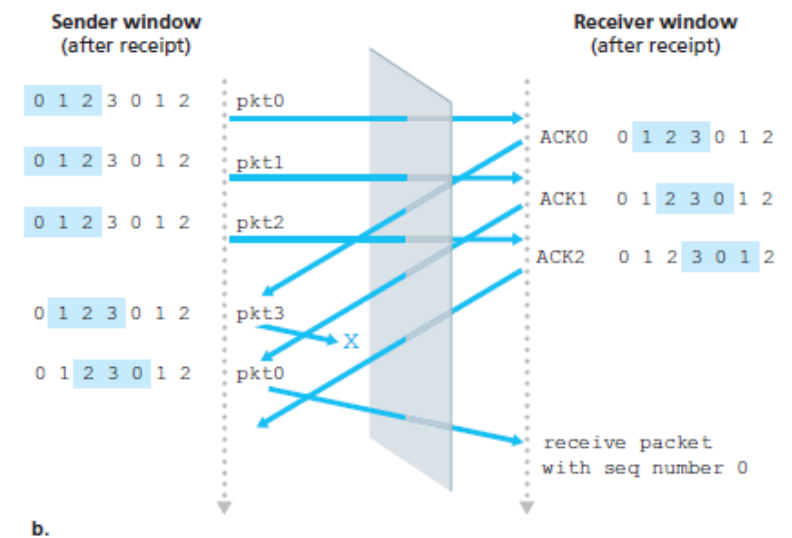 Sender window
(after receipt)
Receiver window
(after receipt)
0 1 2 3 0 1 2
pkt0
ACK0 0 1 2 3 0 1 2
0 1 2 3 0 1 2
pkt1
ACK1 0 1 2 3 0 1 2
0 1 2 3 0 1 2
pkt2
ACK2 0 1 2 3 0 1 2
0 1 2 3 0 1 2
pkt3
X
0 1 2 3 0 1 2
pkt0
receive packet
with seq number 0
b.